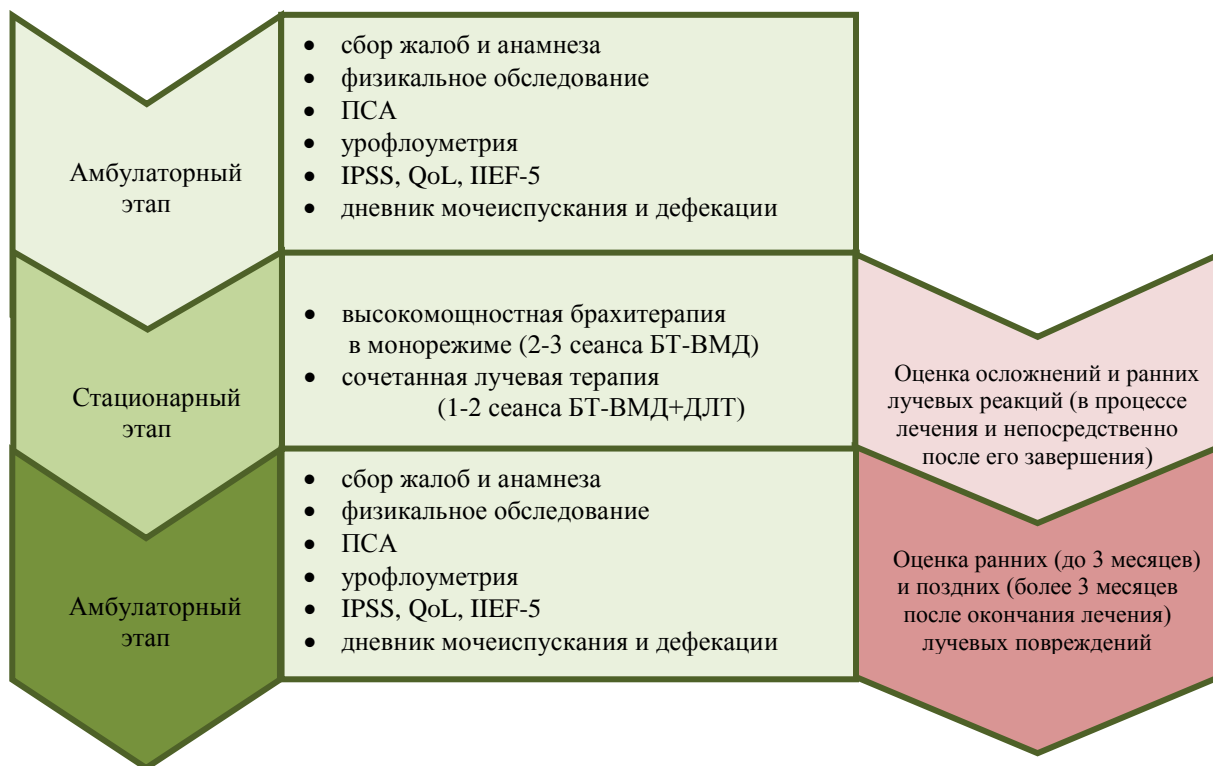 Амбулаторный
этап
• сбор жалоб и анамнеза
• физикальное обследование
• ПСА
• урофлоуметрия
• IPSS, QoL, IIEF-5
• дневник мочеиспускания и дефекации
Стационарный
этап
• высокомощностная брахитерапия
в монорежиме (2-3 сеанса БТ-ВМД)
• сочетанная лучевая терапия
(1-2 сеанса БТ-ВМД+ДЛТ)
Оценка осложнений и ранних
лучевых реакций (в процессе
лечения и непосредственно
после его завершения)
Амбулаторный
этап
• сбор жалоб и анамнеза
• физикальное обследование
• ПСА
• урофлоуметрия
• IPSS, QoL, IIEF-5
• дневник мочеиспускания и дефекации
Оценка ранних (до 3 месяцев)
и поздних (более 3 месяцев
после окончания лечения)
лучевых повреждений